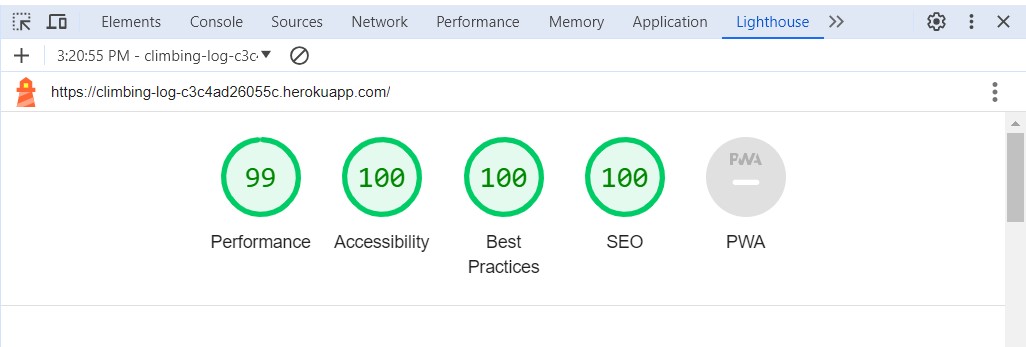 Elements Console Sources Network Performance Memory Application Lighthouse
3:20:55 PM - climbing-log-c3c
https://climbing-log-c3c4ad26055c.herokuapp.com/
99 100 100 100 PWA
Performance Accessibility Best Practices SEO PWA